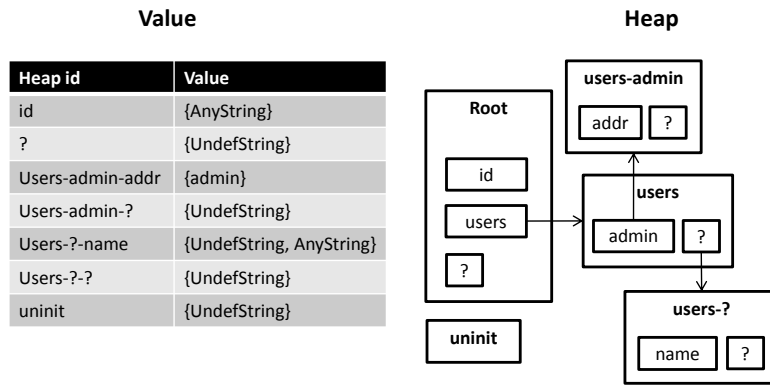 Value
Heap id Value
id {AnyString}
? {UndefString}
Users-admin-addr {admin}
Users-admin-? {UndefString}
Users-?-name {UndefString, AnyString}
Users-?-? {UndefString}
uninit {UndefString}
Heap
users-admin
addr ?
Root
id
users
?
users
admin ?
users-?
name ?
uninit